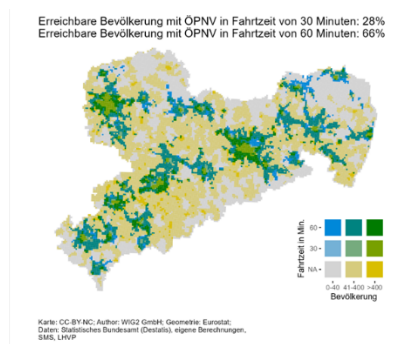 Erreichbare Bevölkerung mit ÖPNV in Fahrtzeit von 30 Minuten: 28%
Erreichbare Bevölkerung mit ÖPNV in Fahrtzeit von 60 Minuten: 66%
Fahrtzeit in Min.
60
30
NA
0-40 41-400 >400
Bevölkerung
Karte: CC-BY-NC; Author: WIG2 GmbH; Geometrie: Eurostat;
Daten: Statistisches Bundesamt (Destatis), eigene Berechnungen,
SMS, LHVP